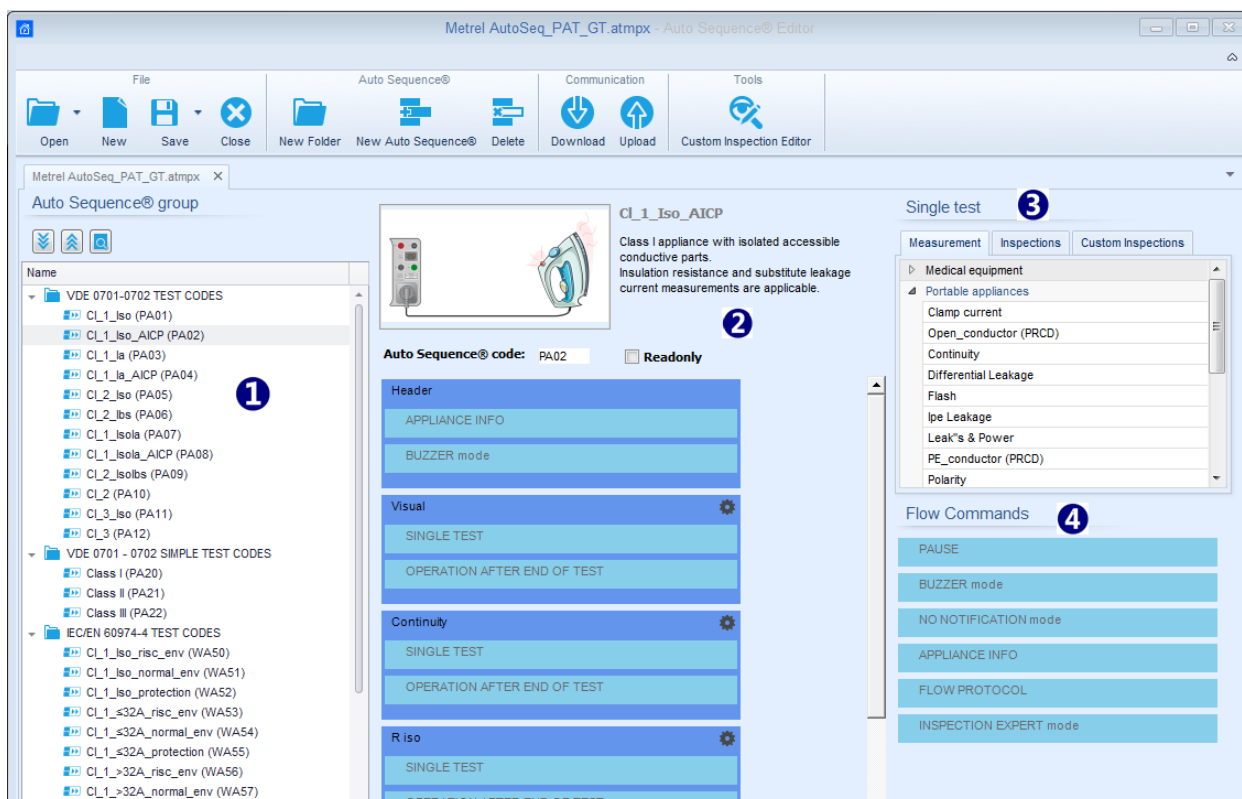 Metrel AutoSeq_PAT_GT.atmpx - Auto Sequence® Editor
File
Auto Sequence®
Communication
Tools
Open
New
Save
Close
New Folder
New Auto Sequence®
Delete
Download
Upload
Custom Inspection Editor
Metrel AutoSeq_PAT_GT.atmpx X
Auto Sequence® group
Name
VDE 0701-0702 TEST CODES
Cl_1_Iso (PA01)
Cl_1_Iso_AICP (PA02)
Cl_1_Ia (PA03)
Cl_1_Ia_AICP (PA04)
Cl_2_Iso (PA05)
Cl_2_Ibs (PA06)
Cl_1_IsoIa (PA07)
Cl_1_IsoIa_AICP (PA08)
Cl_2_IsoIbs (PA09)
Cl_2 (PA10)
Cl_3_Iso (PA11)
Cl_3 (PA12)
VDE 0701 - 0702 SIMPLE TEST CODES
Class I (PA20)
Class II (PA21)
Class III (PA22)
IEC/EN 60974-4 TEST CODES
Cl_1_Iso_risc_env (WA50)
Cl_1_Iso_normal_env (WA51)
Cl_1_Iso_protection (WA52)
Cl_1_≤32A_risc_env (WA53)
Cl_1_≤32A_normal_env (WA54)
Cl_1_≤32A_protection (WA55)
Cl_1_>32A_risc_env (WA56)
Cl_1_>32A_normal_env (WA57)
1
Cl_1_Iso_AICP
Class I appliance with isolated accessible
conductive parts.
Insulation resistance and substitute leakage
current measurements are applicable.
2
Auto Sequence® code: PA02
Readonly
Header
APPLIANCE INFO
BUZZER mode
Visual
SINGLE TEST
OPERATION AFTER END OF TEST
Continuity
SINGLE TEST
OPERATION AFTER END OF TEST
R iso
SINGLE TEST
OPERATION AFTER END OF TEST
Single test
3
Measurement
Inspections
Custom Inspections
Medical equipment
Portable appliances
Clamp current
Open_conductor (PRCD)
Continuity
Differential Leakage
Flash
Ipe Leakage
Leak"s & Power
PE_conductor (PRCD)
Polarity
Flow Commands
4
PAUSE
BUZZER mode
NO NOTIFICATION mode
APPLIANCE INFO
FLOW PROTOCOL
INSPECTION EXPERT mode